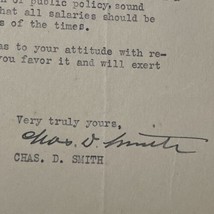 of public policy, sound
that all salaries should be
s of the times.
as to your attitude with re-
you favor it and will exert
Very truly yours,
Chas. D. Smith
CHAS. D. SMITH